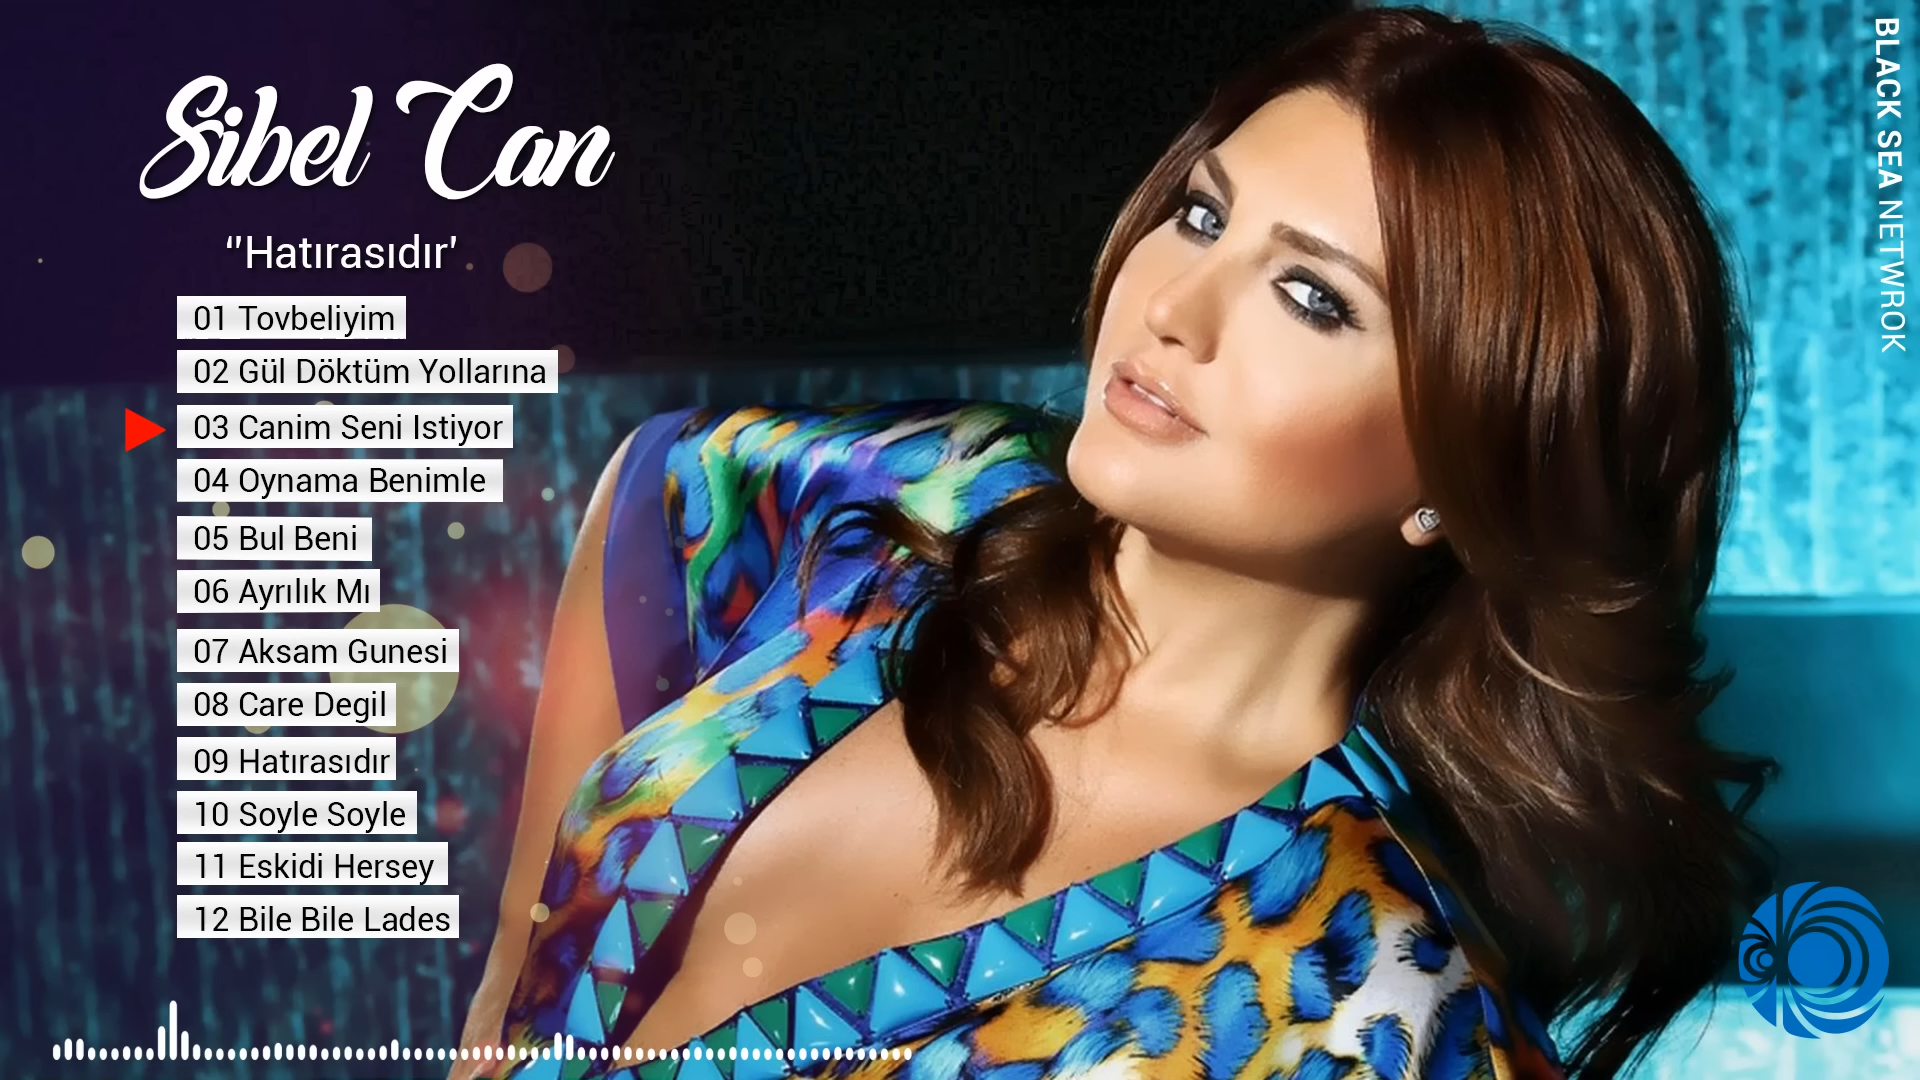 Sibel Can
"Hatırasıdır'
01 Tovbeliyim
02 Gül Döktüm Yollarına
03 Canim Seni Istiyor
04 Oynama Benimle
05 Bul Beni
06 Ayrılık Mı
07 Aksam Gunesi
08 Care Degil
09 Hatırasıdır
10 Soyle Soyle
11 Eskidi Hersey
12 Bile Bile Lades
BLACK SEA NETWROK